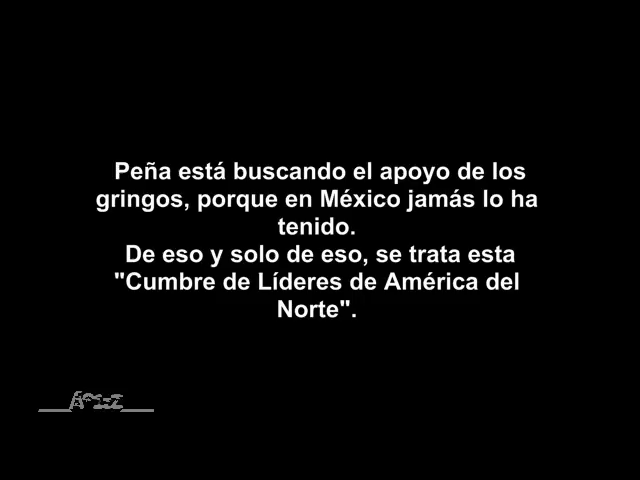 Peña está buscando el apoyo de los
gringos, porque en México jamás lo ha
tenido.
De eso y solo de eso, se trata esta
"Cumbre de Líderes de América del
Norte".